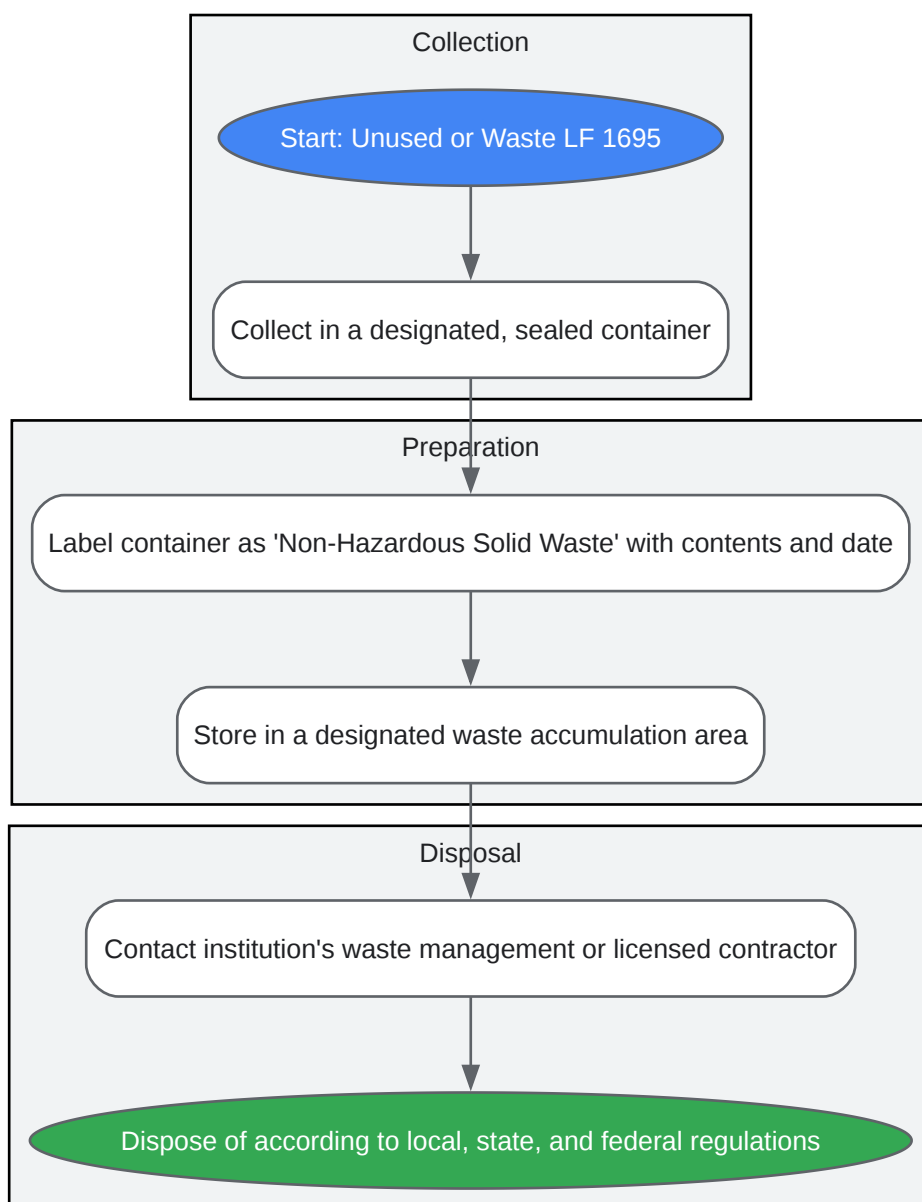 Collection
Start: Unused or Waste LF 1695
Collect in a designated, sealed container
Preparation
Label container as 'Non-Hazardous Solid Waste' with contents and date
Store in a designated waste accumulation area
Disposal
Contact institution's waste management or licensed contractor
Dispose of according to local, state, and federal regulations